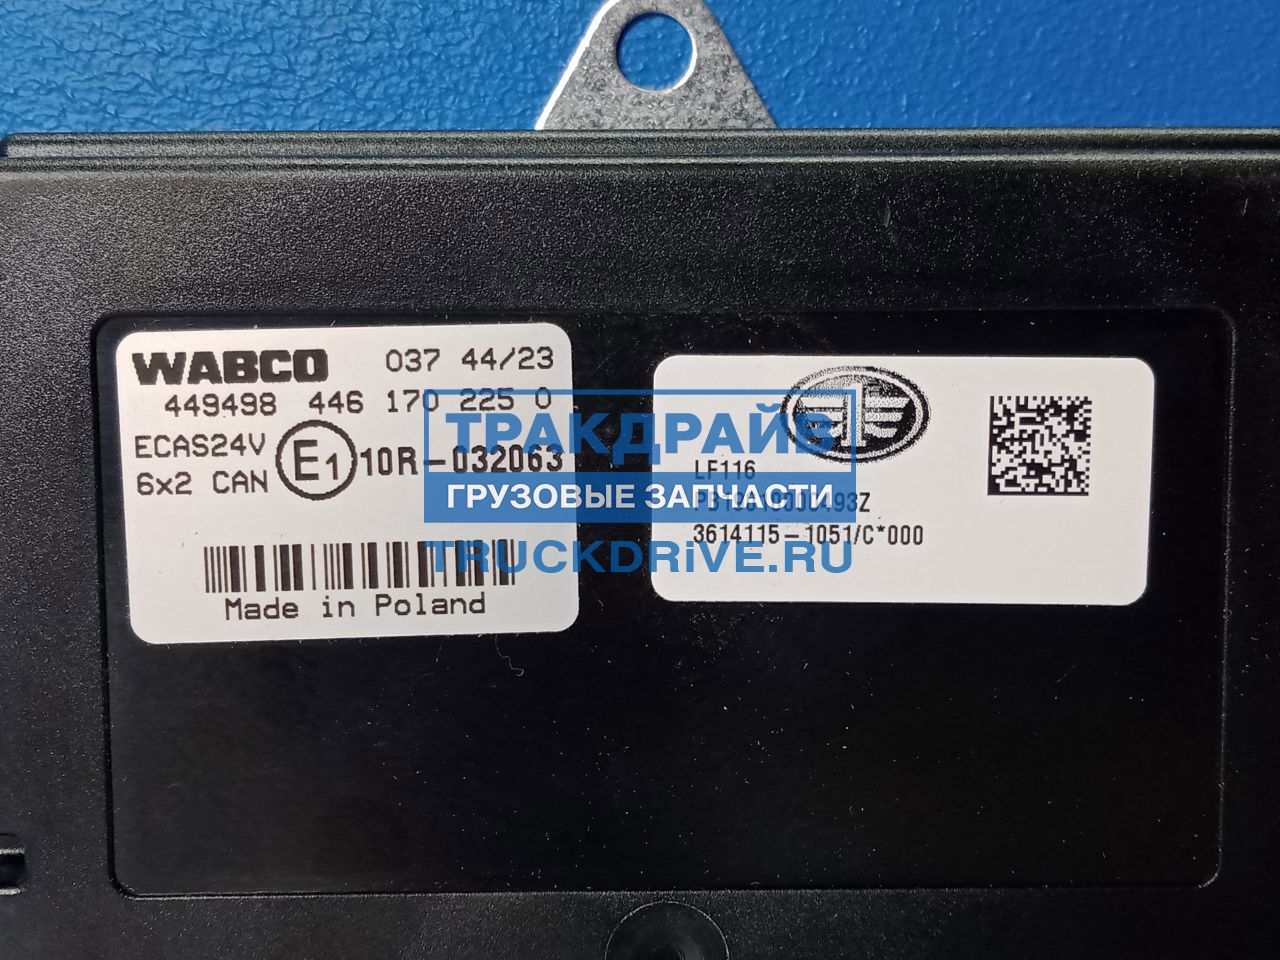 WABCO 037 44/23
449498 446 170 225 0
ECAS24V
6x2 CAN
E1 10R-032063
Made in Poland
LF116
3614115-1051/C*000
ТРАКДРАЙВ
ГРУЗОВЫЕ ЗАПЧАСТИ
TRUCKDRiVE.RU